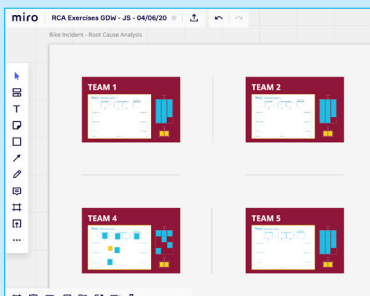 miro RCA Exercises GDW - JS - 04/06/20
Bike Incident - Root Cause Analysis
TEAM 1
TEAM 2
TEAM 4
TEAM 5